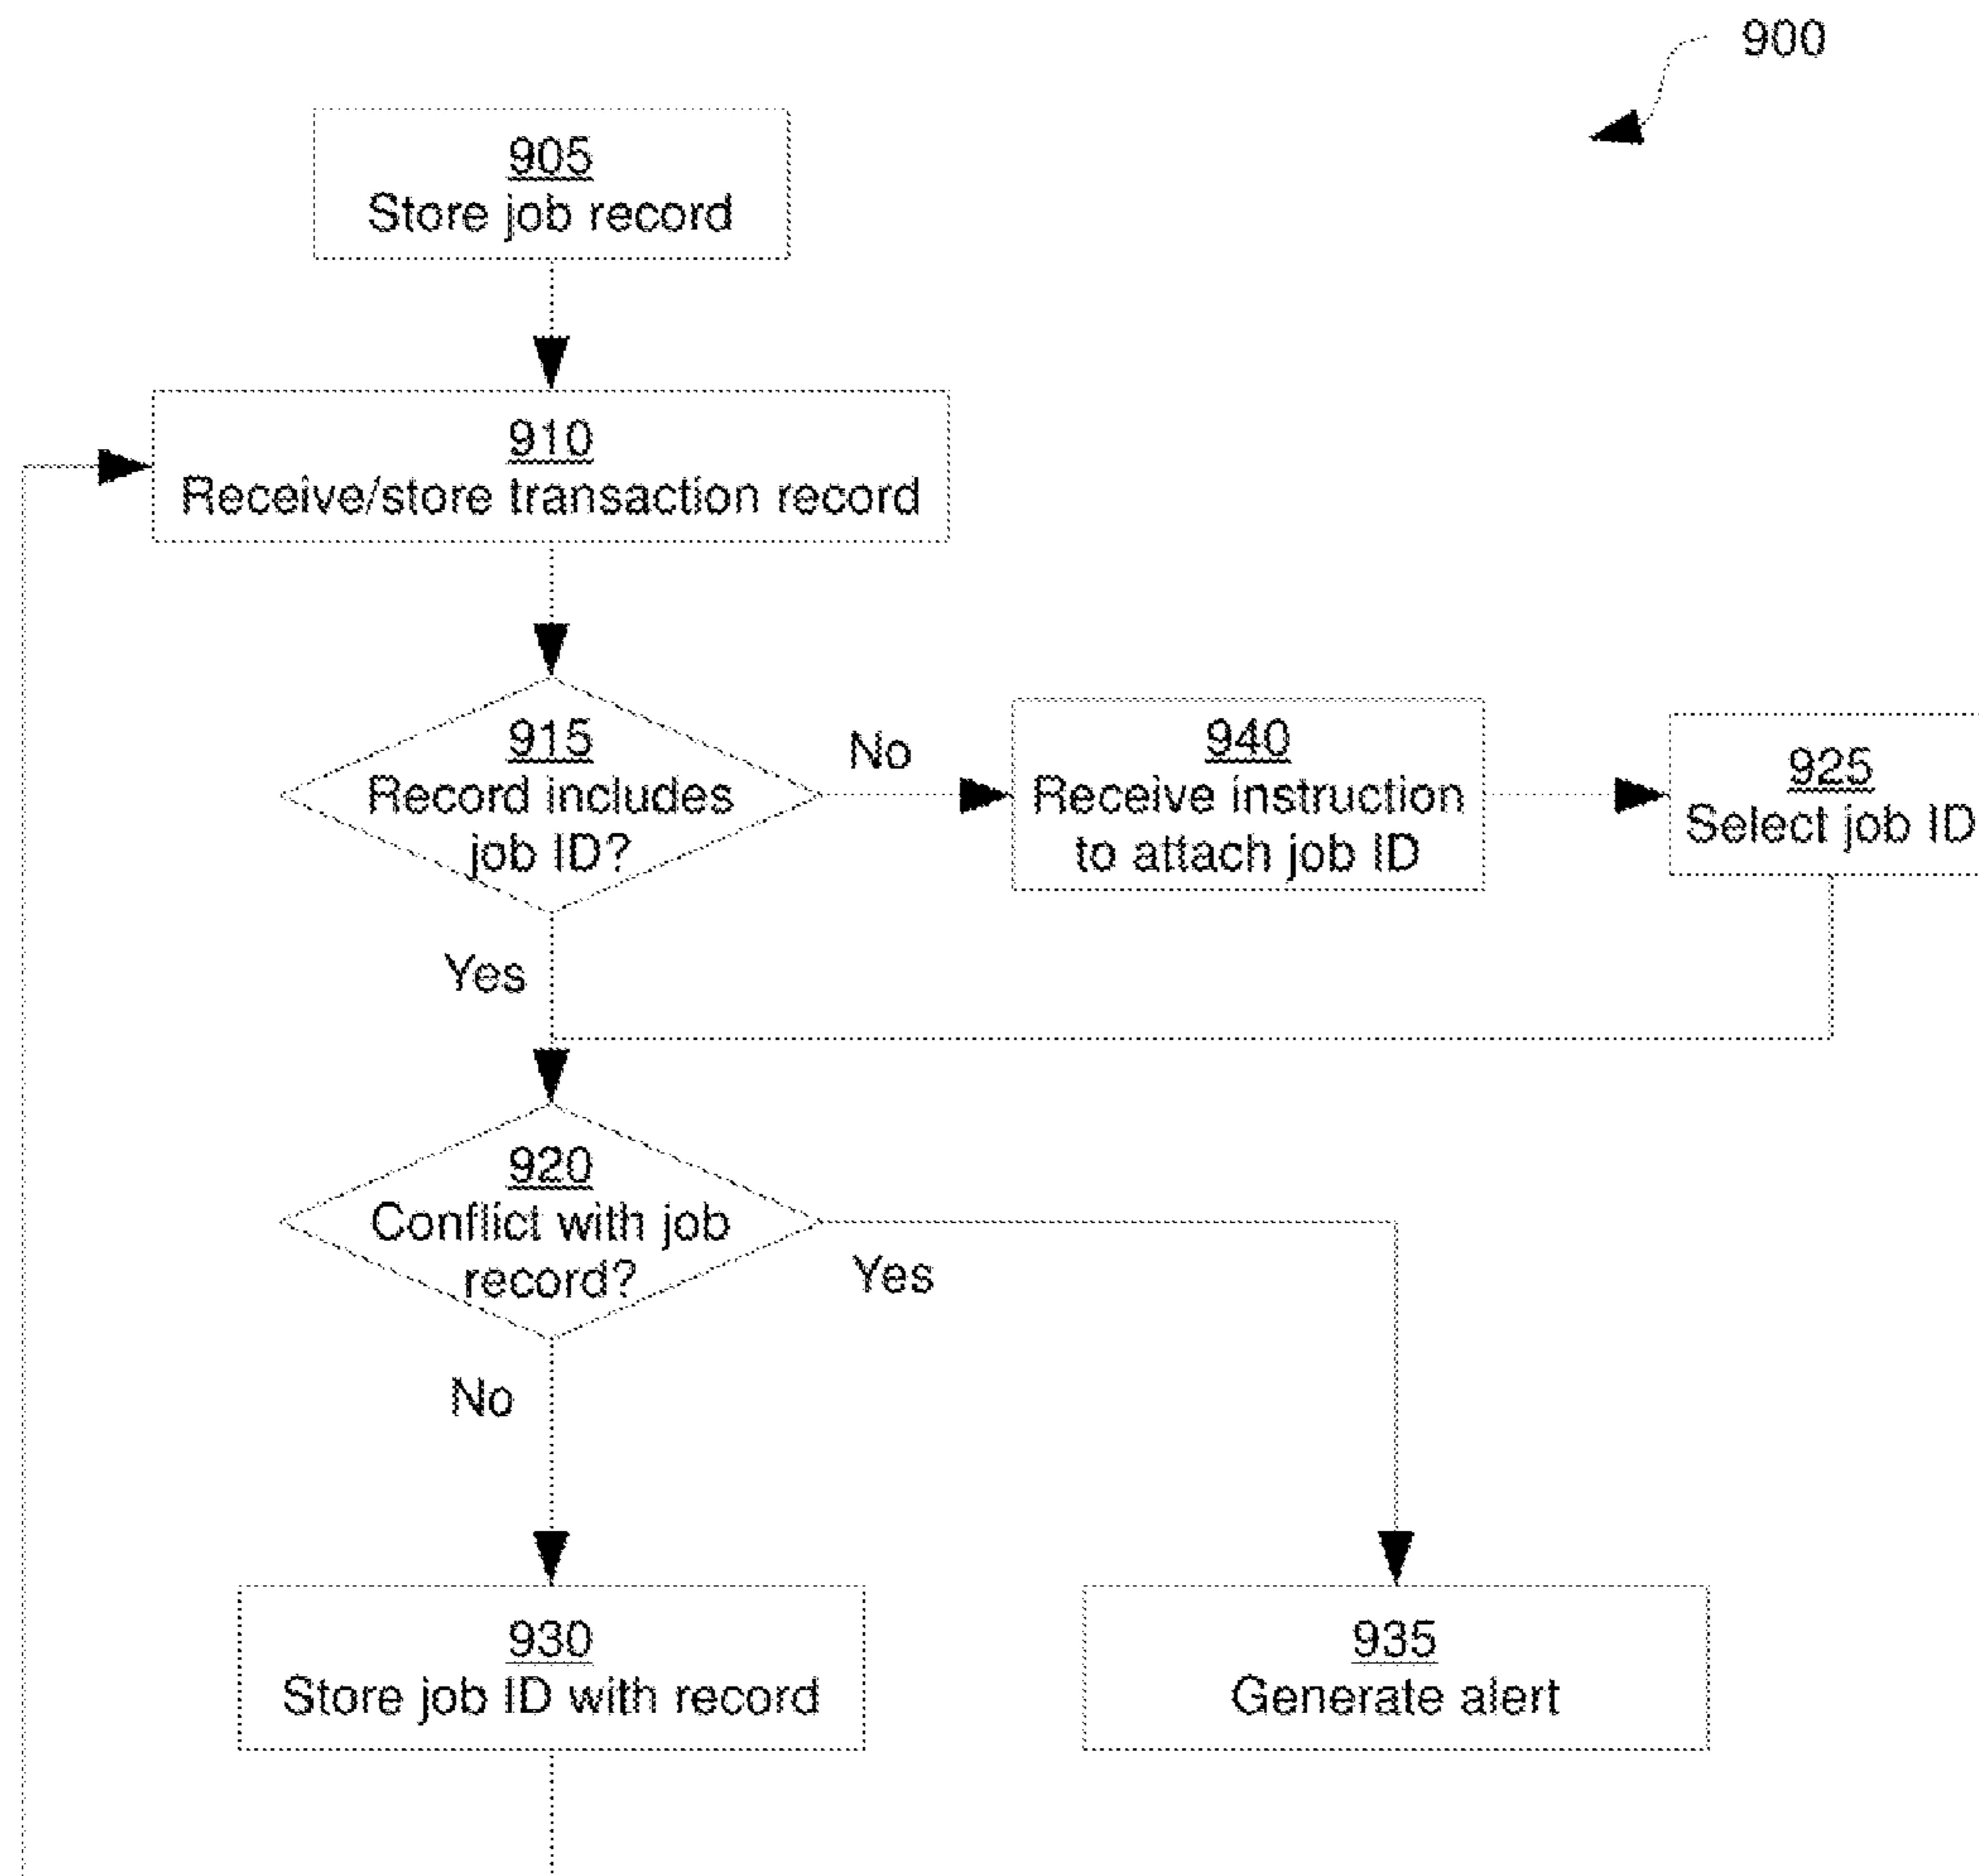 900
905
Store job record
910
Receive/store transaction record
915
Record includes
job ID?
No
940
Receive instruction
to attach job ID
925
Select job ID
Yes
920
Conflict with job
record?
Yes
No
930
Store job ID with record
935
Generate alert